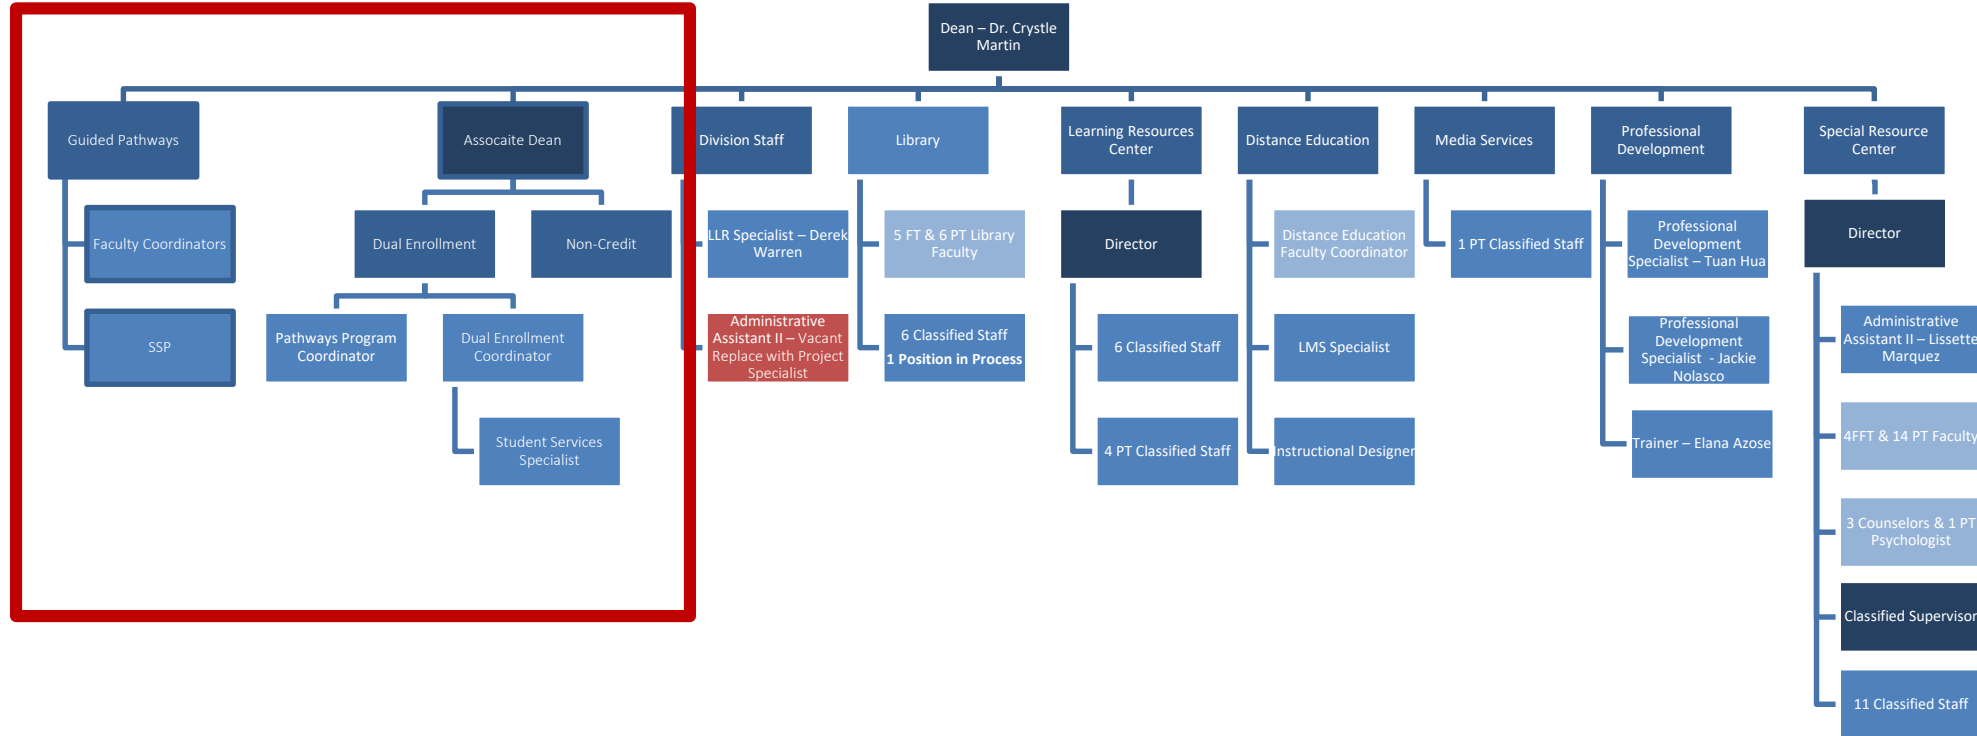 Dean – Dr. Crystle
Martin
Guided Pathways
Assocaite Dean
Division Staff
Library
Learning Resources
Center
Distance Education
Media Services
Professional
Development
Special Resource
Center
Faculty Coordinators
SSP
Dual Enrollment
Non-Credit
Pathways Program
Coordinator
Dual Enrollment
Coordinator
Student Services
Specialist
LLR Specialist – Derek
Warren
Administrative
Assistant II – Vacant
Replace with Project
Specialist
5 FT & 6 PT Library
Faculty
6 Classified Staff
1 Position in Process
Director
6 Classified Staff
4 PT Classified Staff
Distance Education
Faculty Coordinator
LMS Specialist
Instructional Designer
1 PT Classified Staff
Professional
Development
Specialist – Tuan Hua
Professional
Development
Specialist - Jackie
Nolasco
Trainer – Elana Azose
Director
Administrative
Assistant II – Lissette
Marquez
4FFT & 14 PT Faculty
3 Counselors & 1 PT
Psychologist
Classified Supervisor
11 Classified Staff